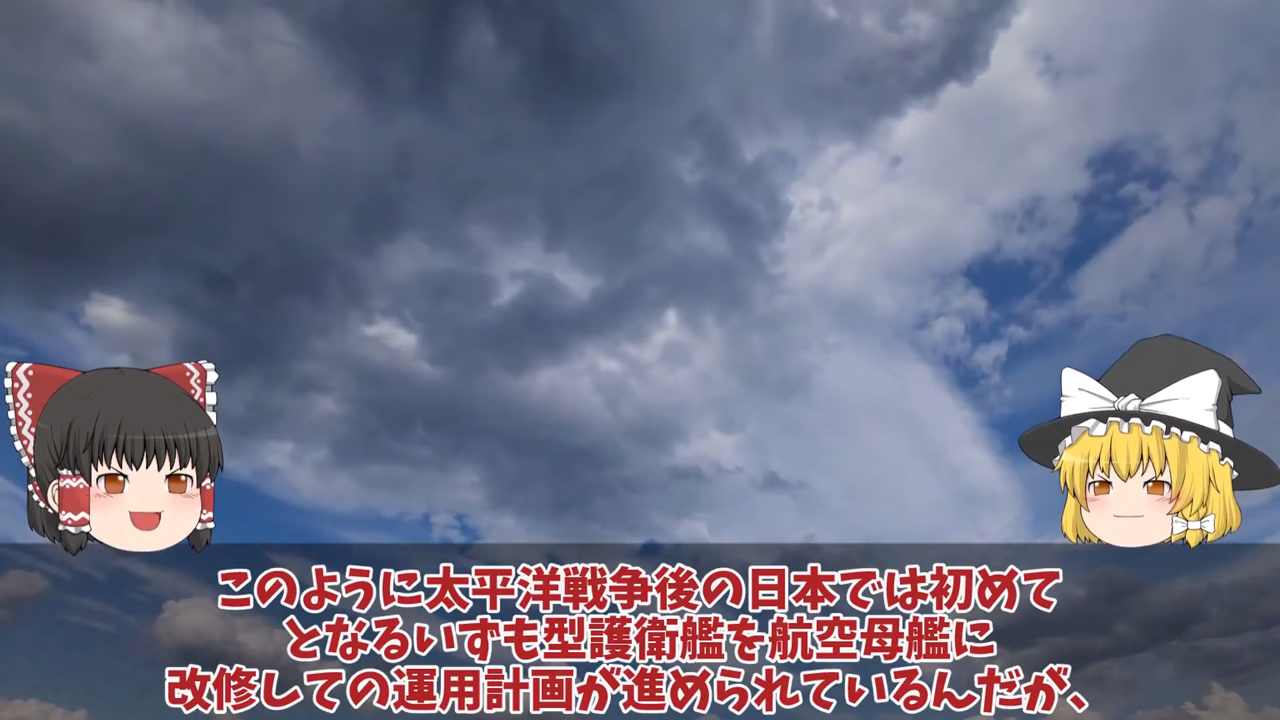 このように太平洋戦争後の日本では初めて
となるいずも型護衛艦を航空母艦に
改修しての運用計画が進められているんだが、